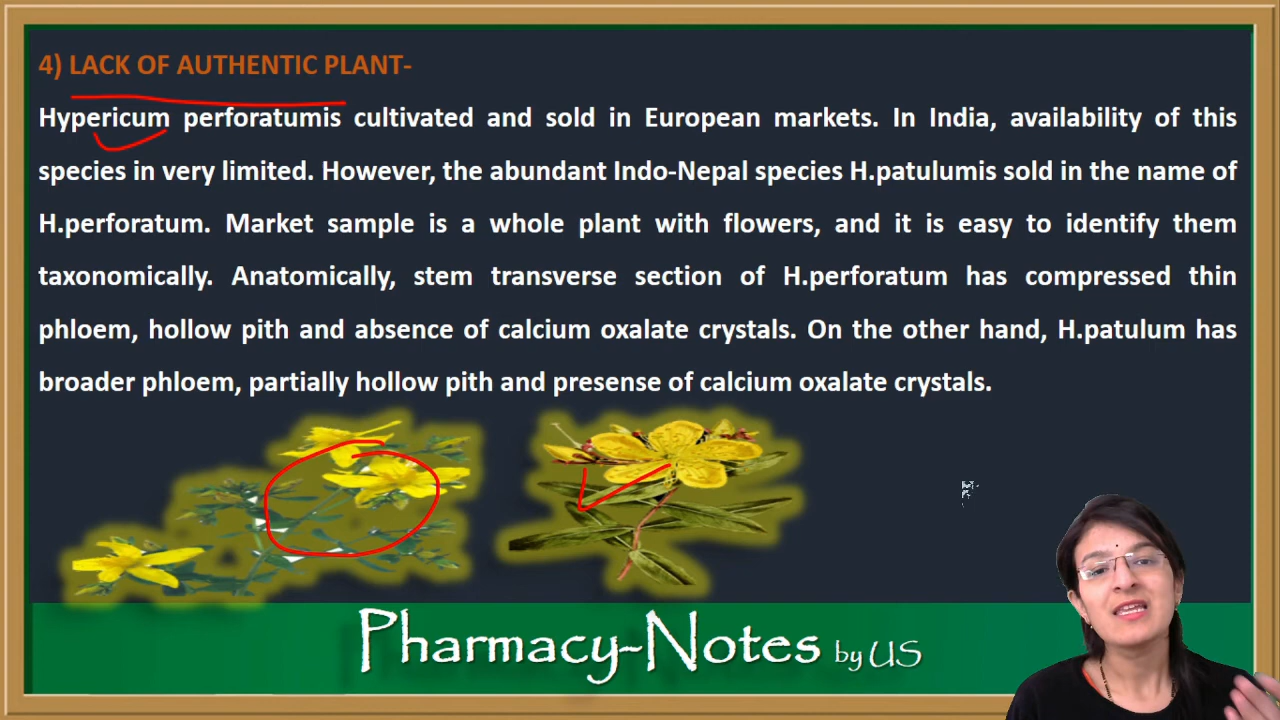 4) LACK OF AUTHENTIC PLANT-
Hypericum perforatumis cultivated and sold in European markets. In India, availability of this
species in very limited. However, the abundant Indo-Nepal species H.patulumis sold in the name of
H.perforatum. Market sample is a whole plant with flowers, and it is easy to identify them
taxonomically. Anatomically, stem transverse section of H.perforatum has compressed thin
phloem, hollow pith and absence of calcium oxalate crystals. On the other hand, H.patulum has
broader phloem, partially hollow pith and presense of calcium oxalate crystals.
Pharmacy-Notes by US